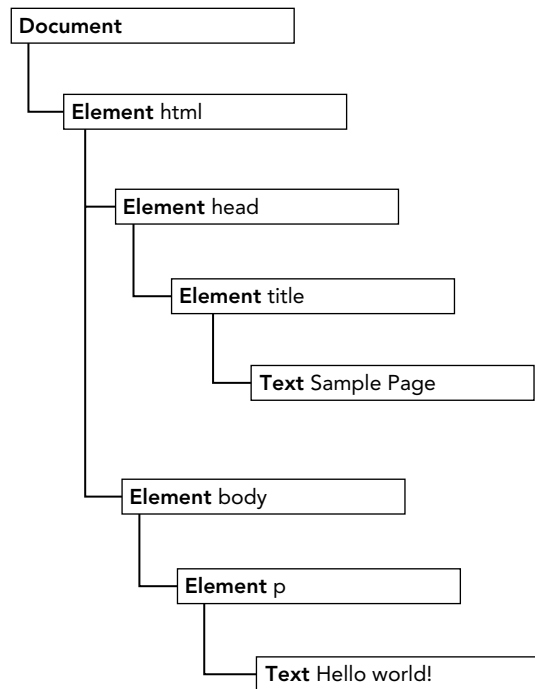 Document
Element html
Element head
Element title
Text Sample Page
Element body
Element p
Text Hello world!